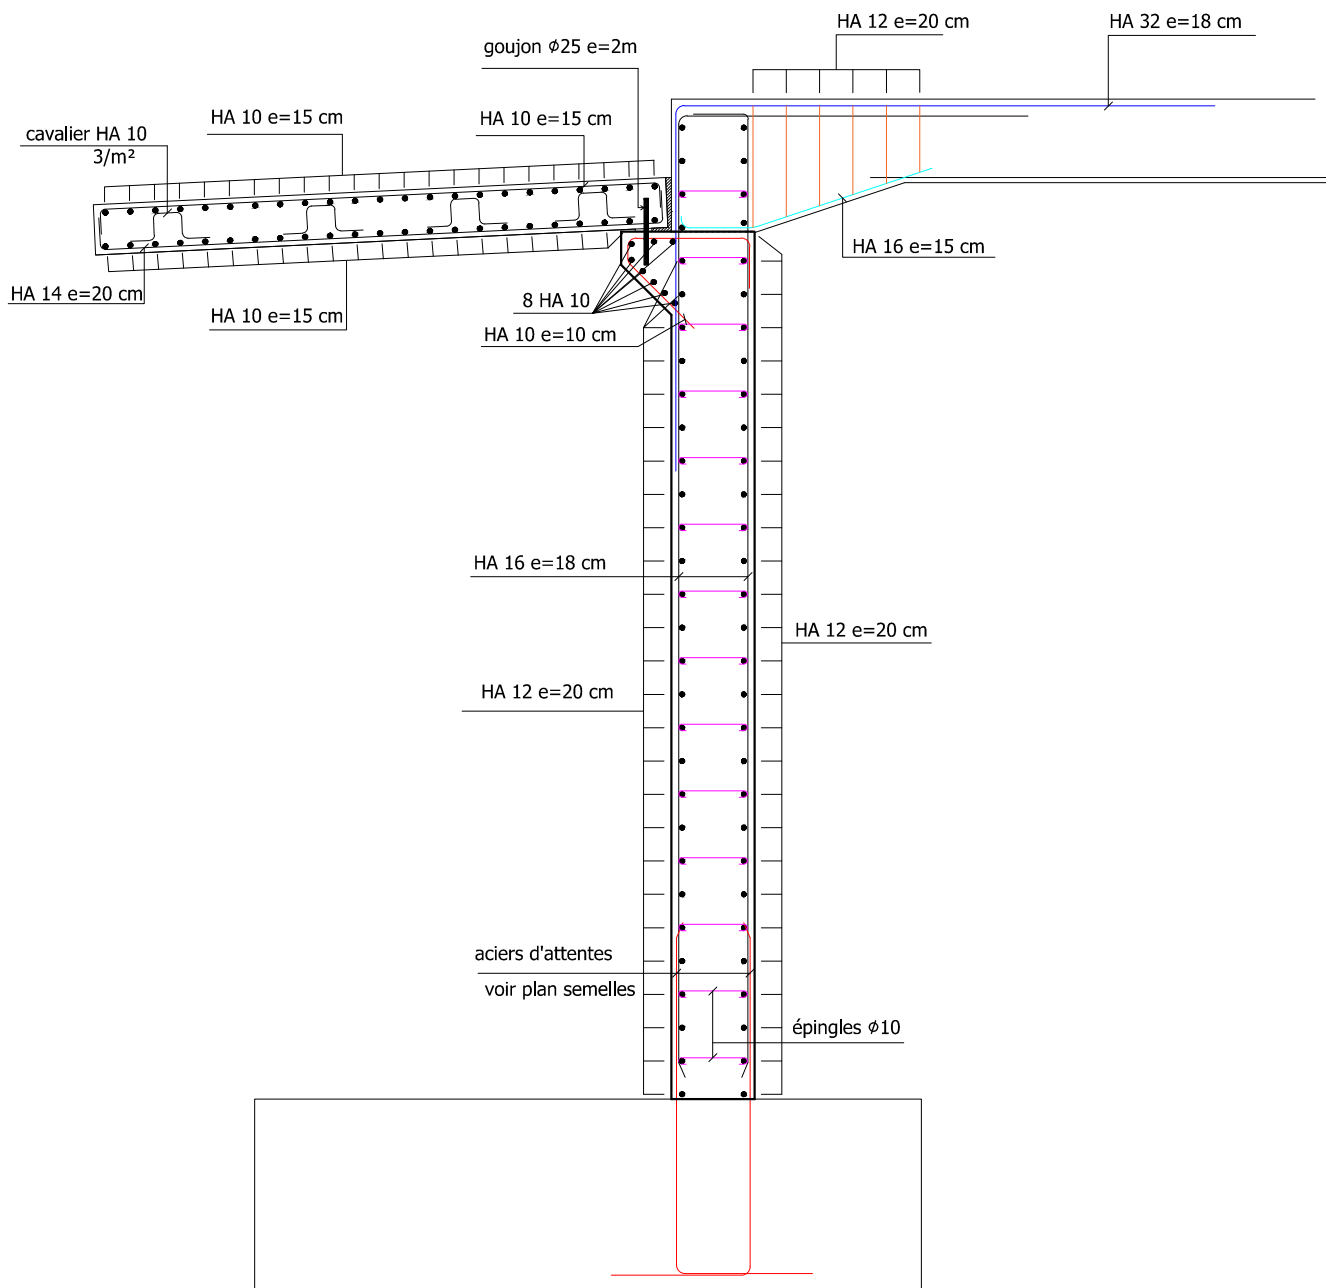 HA 12 e=20 cm
HA 32 e=18 cm
goujon ϕ25 e=2m
HA 10 e=15 cm
HA 10 e=15 cm
cavalier HA 10
3/m²
HA 16 e=15 cm
HA 14 e=20 cm
HA 10 e=15 cm
8 HA 10
HA 10 e=10 cm
HA 16 e=18 cm
HA 12 e=20 cm
HA 12 e=20 cm
aciers d'attentes
voir plan semelles
épingles ϕ10